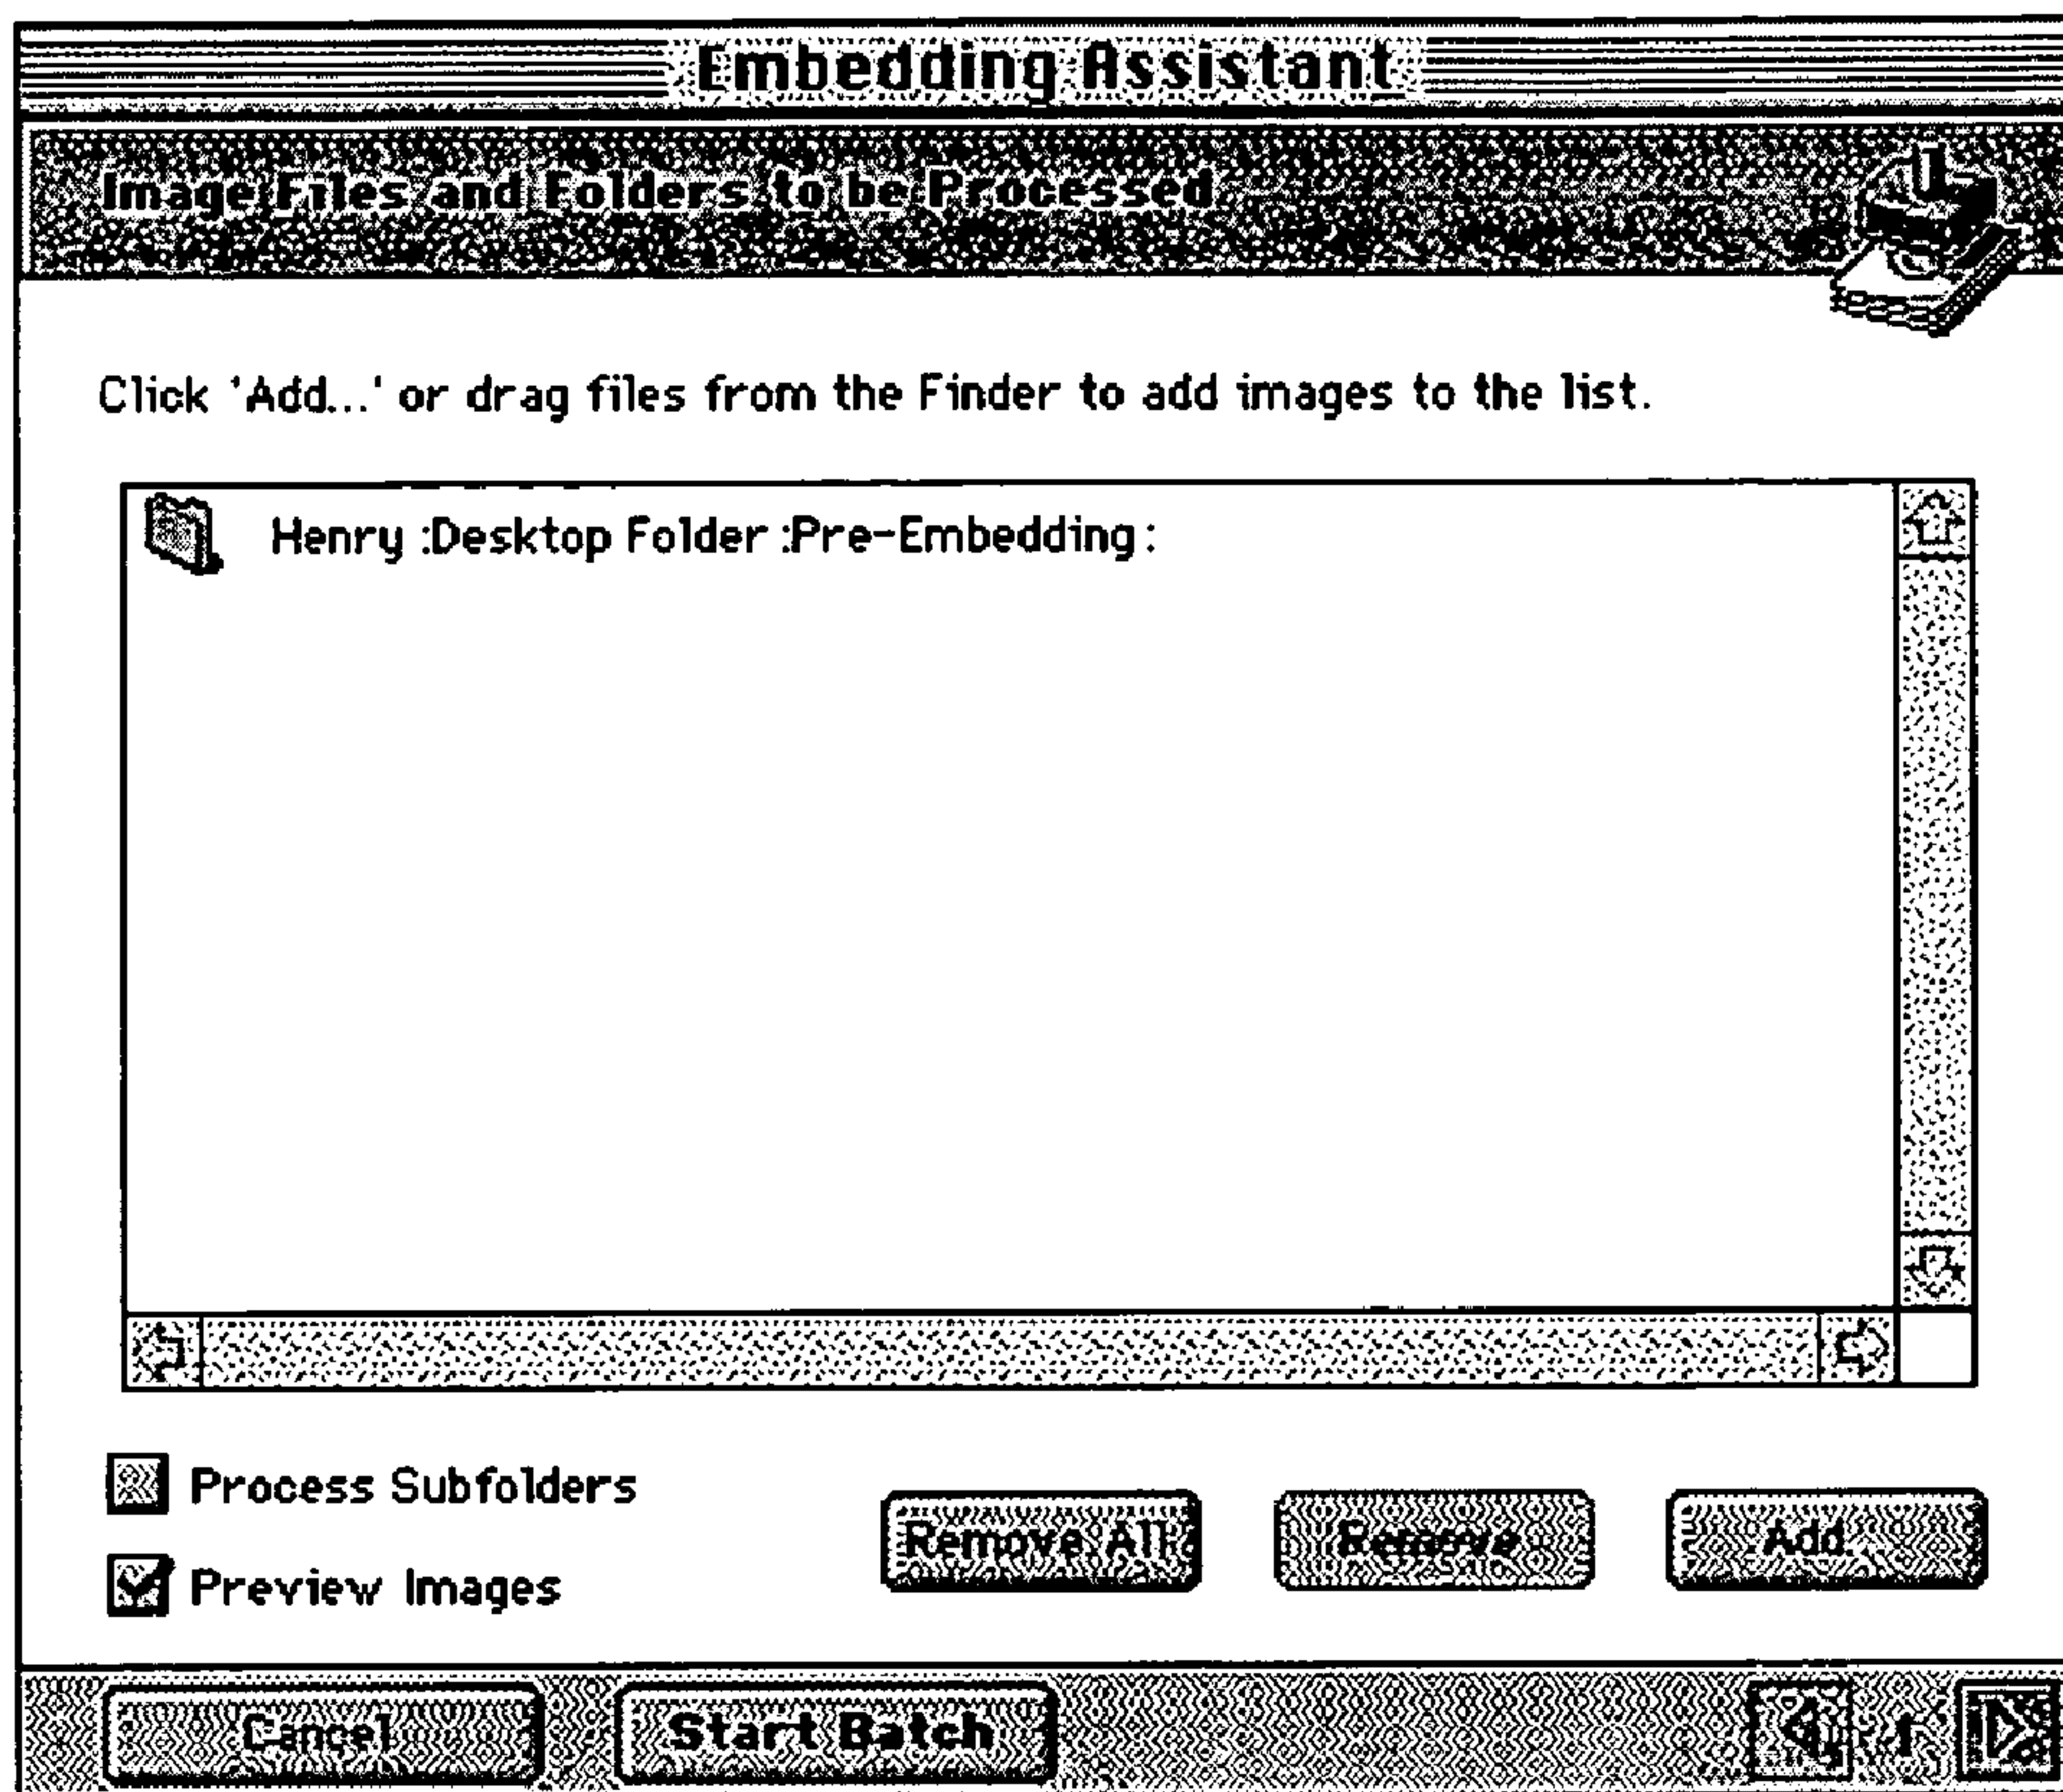 Embedding Assistant
Image Files and Folders to be Processed
Click 'Add...' or drag files from the Finder to add images to the list.
Henry :Desktop Folder :Pre-Embedding :
Process Subfolders
Preview Images
Remove All
Remove
Add...
Cancel
Start Batch
1